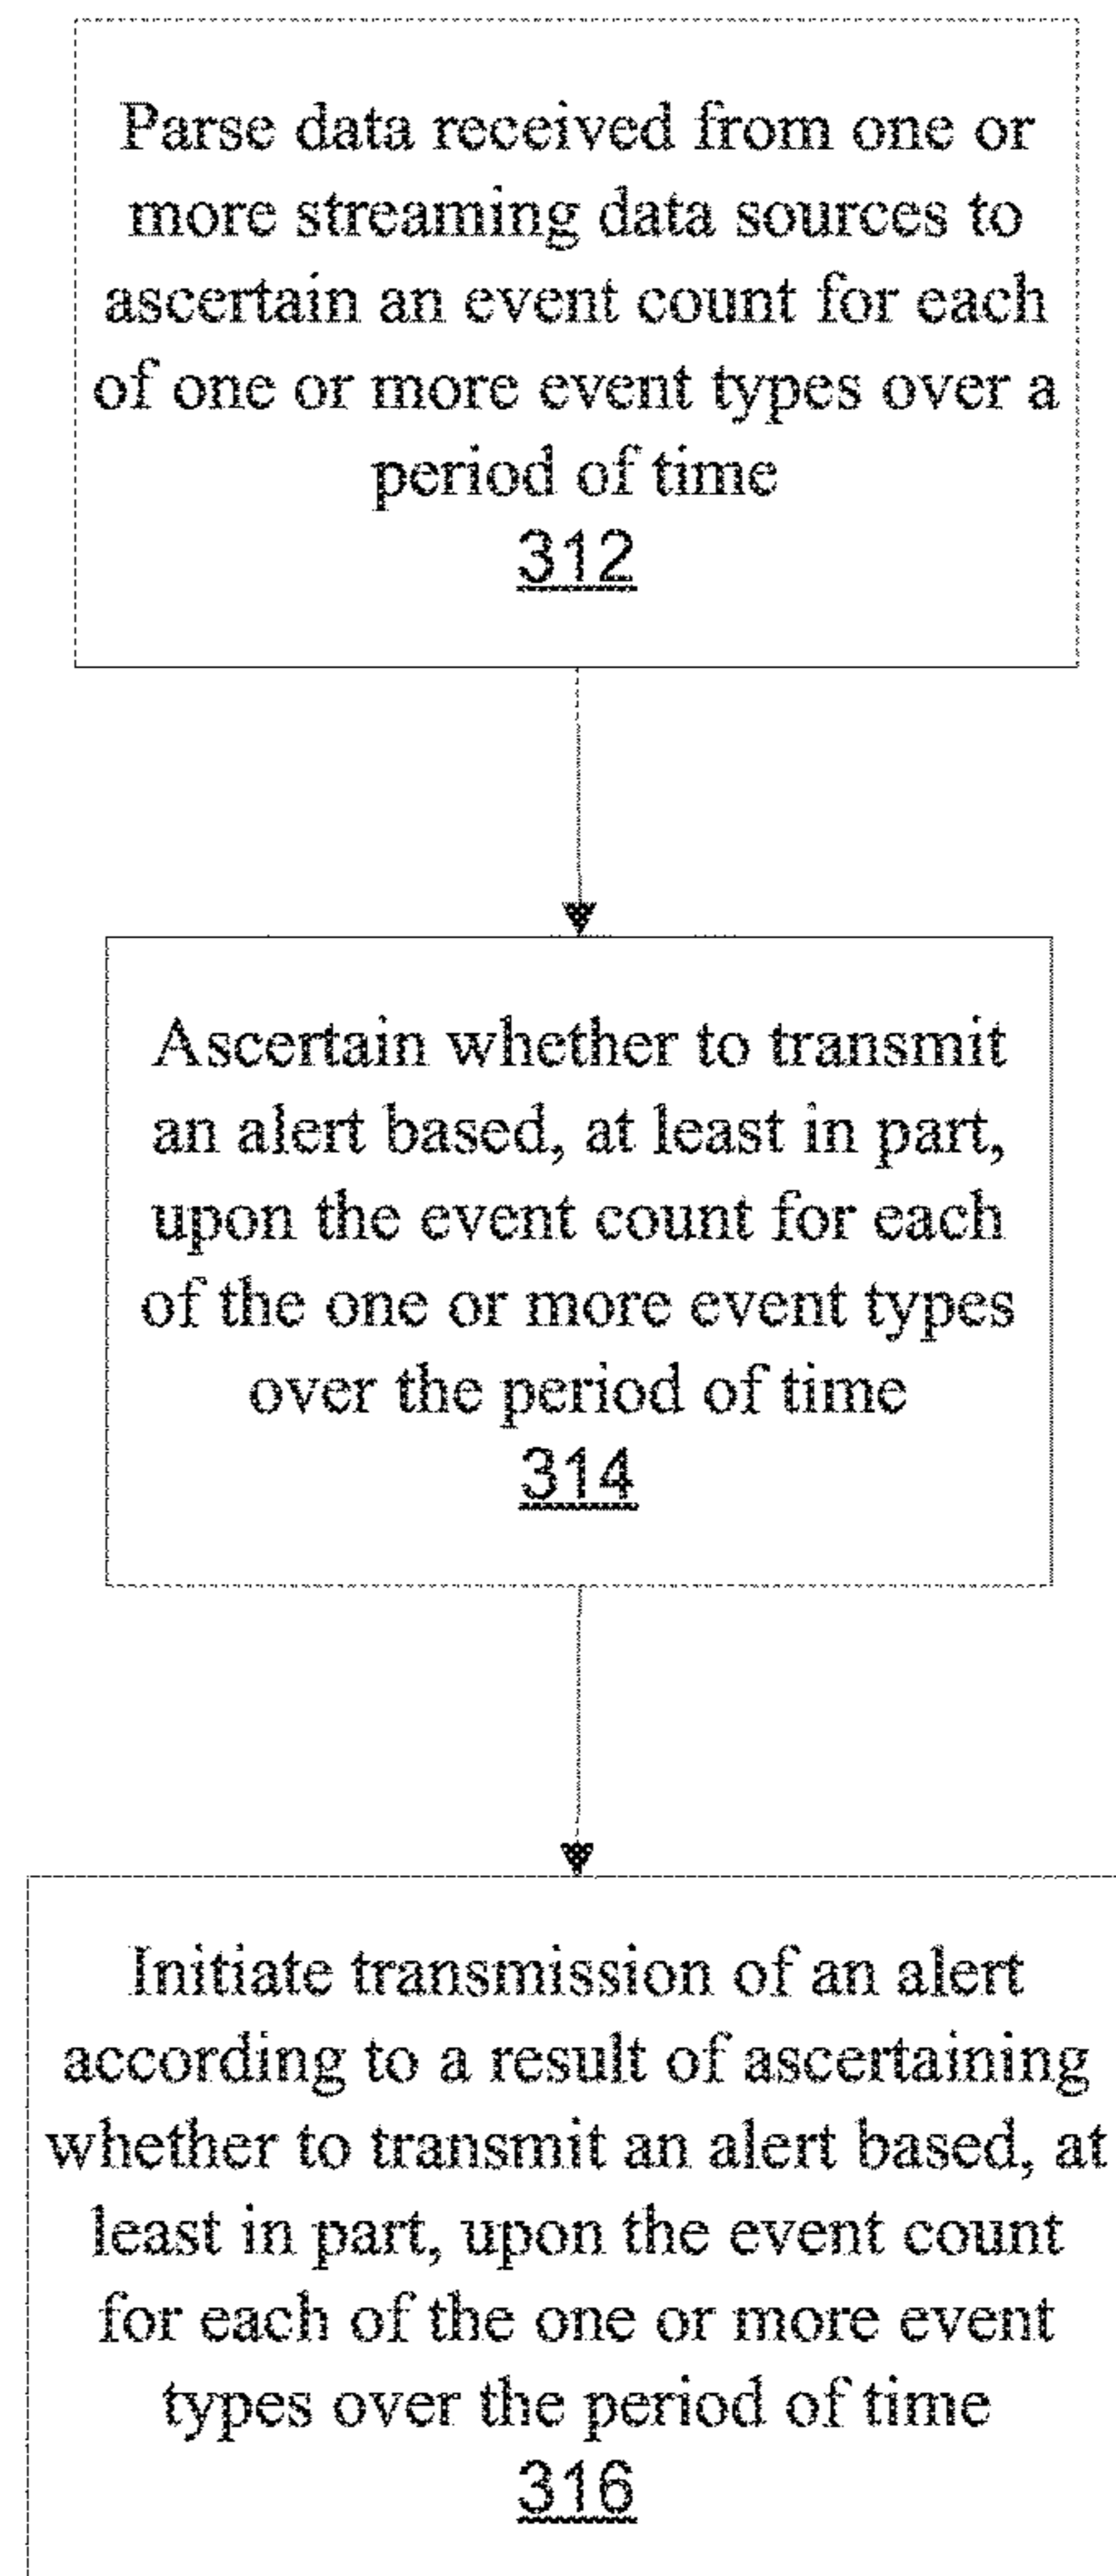 Parse data received from one or
more streaming data sources to
ascertain an event count for each
of one or more event types over a
period of time
312
Ascertain whether to transmit
an alert based, at least in part,
upon the event count for each
of the one or more event types
over the period of time
314
Initiate transmission of an alert
according to a result of ascertaining
whether to transmit an alert based, at
least in part, upon the event count
for each of the one or more event
types over the period of time
316